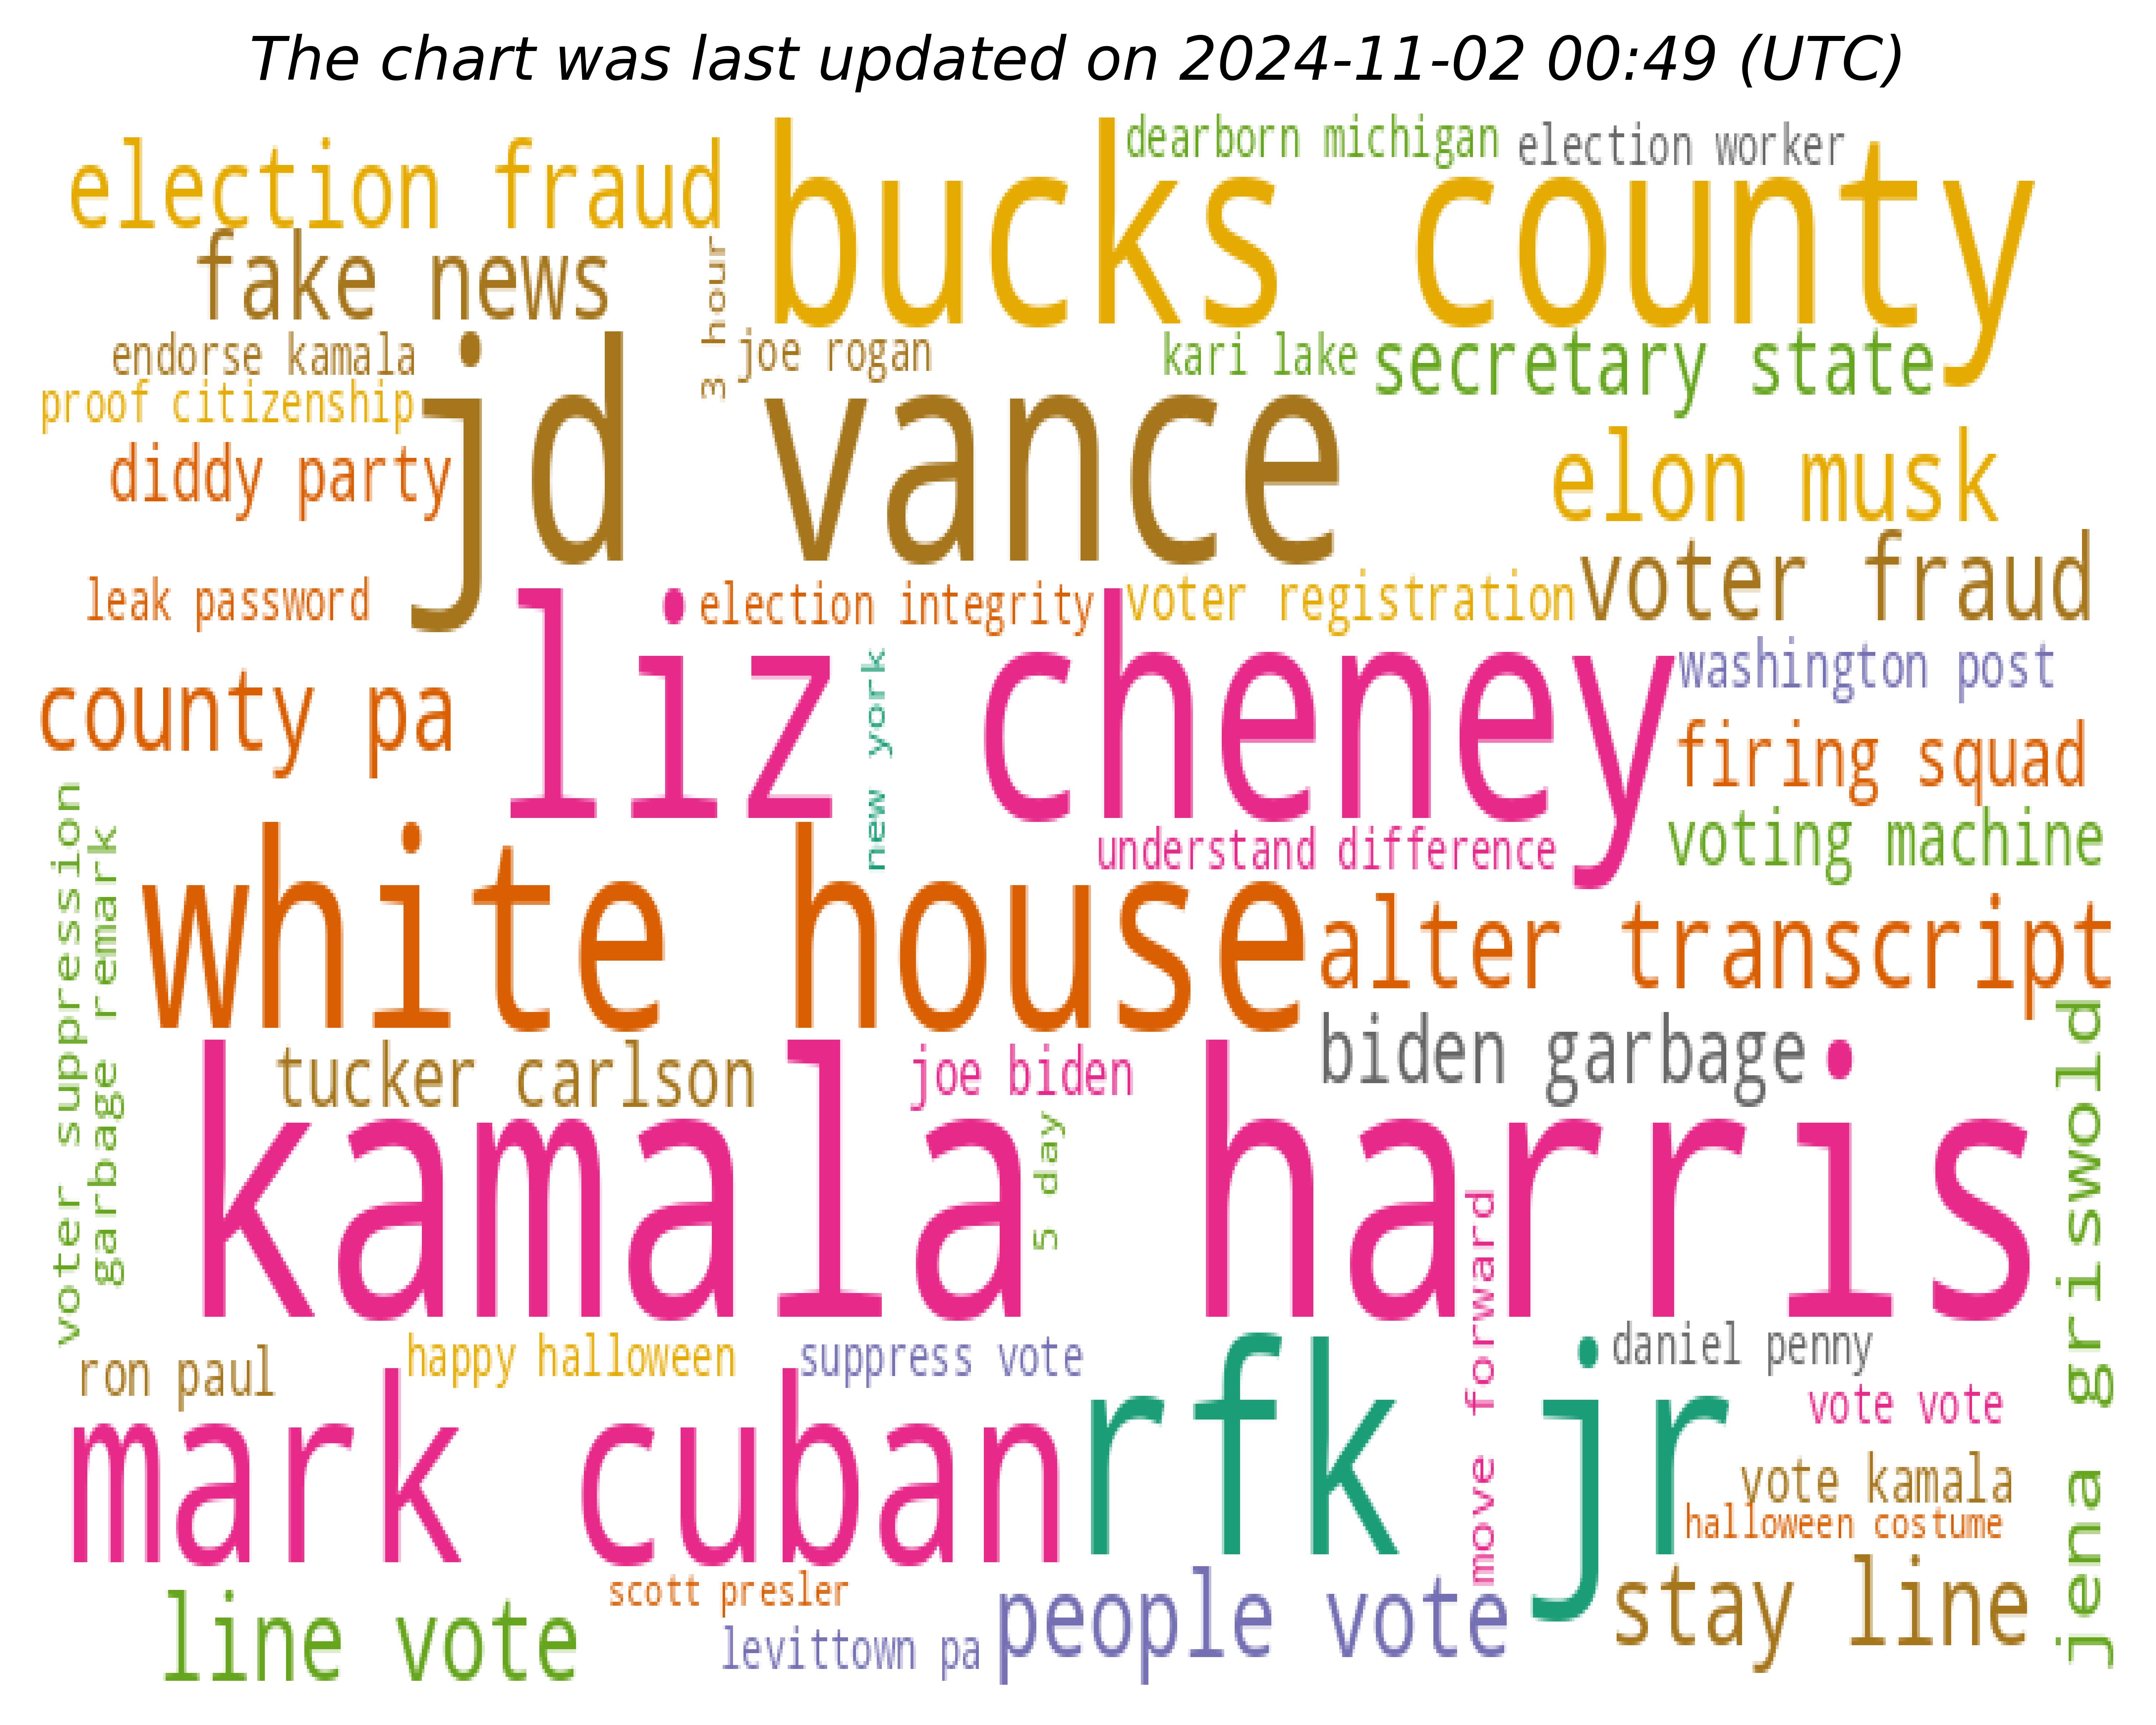 The chart was last updated on 2024-11-02 00:49 (UTC)
dearborn michigan
election worker
election fraud
bucks county
fake news
3 hour
endorse kamala
joe rogan
kari lake
secretary state
proof citizenship
jd vance
diddy party
elon musk
voter fraud
leak password
election integrity
voter registration
liz cheney
washington post
county pa
new york
firing squad
voting machine
understand difference
voter suppression
garbage remark
white house
alter transcript
biden garbage
tucker carlson
joe biden
kamala harris
5 day
jena griswold
move forward
daniel penny
ron paul
happy halloween
suppress vote
rfk jr
vote vote
mark cuban
vote kamala
halloween costume
stay line
scott presler
people vote
line vote
levittown pa